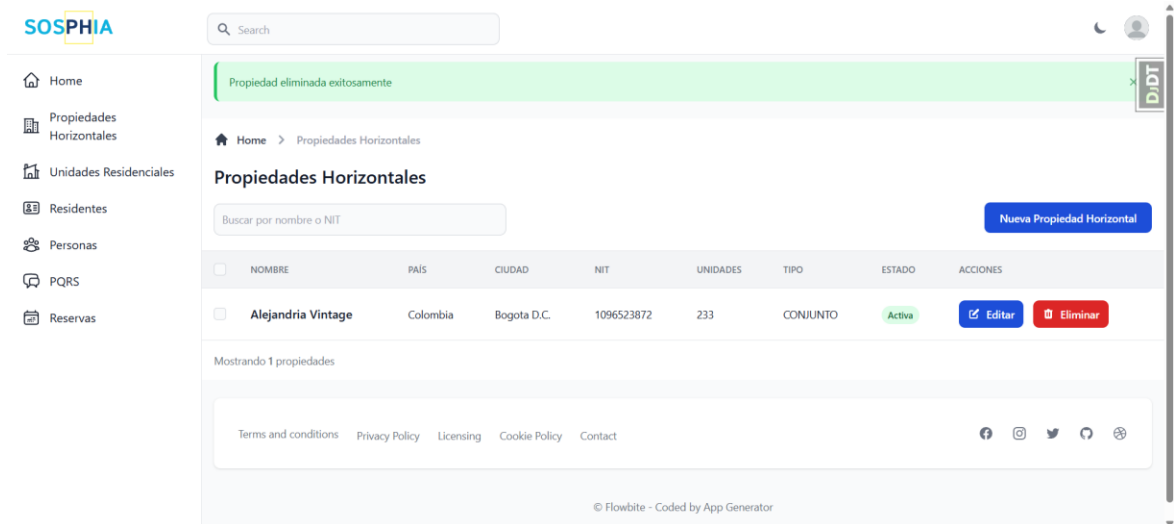 SOSPHIA
Search
Home
Propiedades
Horizontales
Unidades Residenciales
Residentes
Personas
PQRS
Reservas
Propiedad eliminada exitosamente ×
DJDT
Home > Propiedades Horizontales
Propiedades Horizontales
Buscar por nombre o NIT
Nueva Propiedad Horizontal
NOMBRE PAÍS CIUDAD NIT UNIDADES TIPO ESTADO ACCIONES
Alejandria Vintage Colombia Bogota D.C. 1096523872 233 CONJUNTO Activa Editar Eliminar
Mostrando 1 propiedades
Terms and conditions Privacy Policy Licensing Cookie Policy Contact
© Flowbite - Coded by App Generator